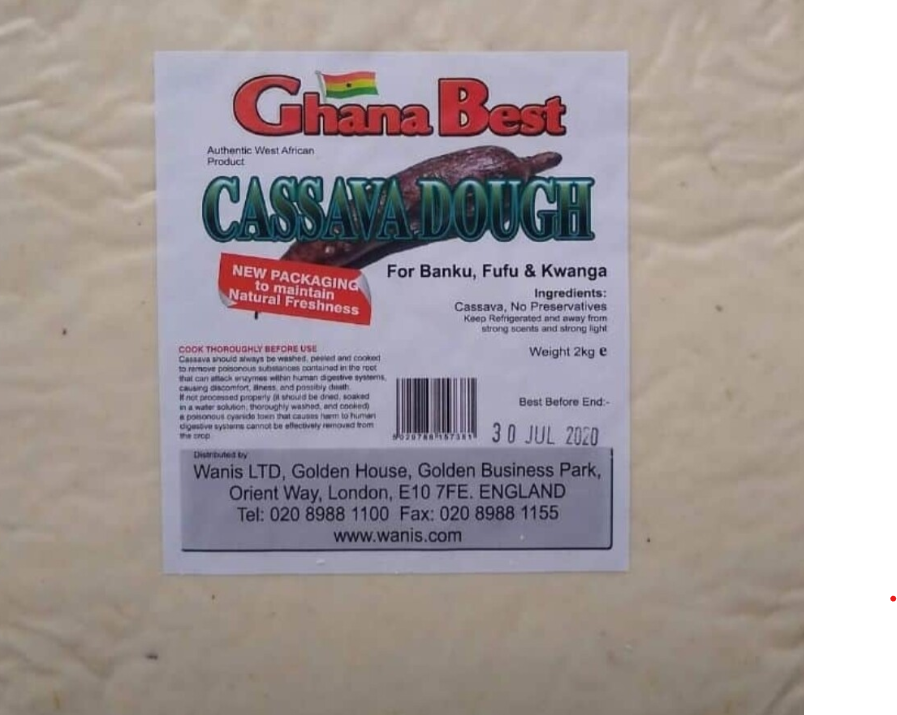 Ghana Best
Authentic West African
Product
CASSAVA DOUGH
NEW PACKAGING
to maintain
Natural Freshness
For Banku, Fufu & Kwanga
Ingredients:
Cassava, No Preservatives
Keep Refrigerated and away from
strong scents and strong light
Weight 2kg e
COOK THOROUGHLY BEFORE USE
Cassava should always be washed, peeled and cooked
to remove poisonous substances contained in the root
that can attack enzymes within human digestive systems,
causing discomfort, illness, and possibly death.
If not processed properly (it should be dried, soaked
in a water solution, thoroughly washed, and cooked)
a poisonous cyanide toxin that causes harm to human
digestive systems cannot be effectively removed from
the crop.
Best Before End:-
30 JUL 2020
Distributed by
Wanis LTD, Golden House, Golden Business Park,
Orient Way, London, E10 7FE. ENGLAND
Tel: 020 8988 1100 Fax: 020 8988 1155
www.wanis.com